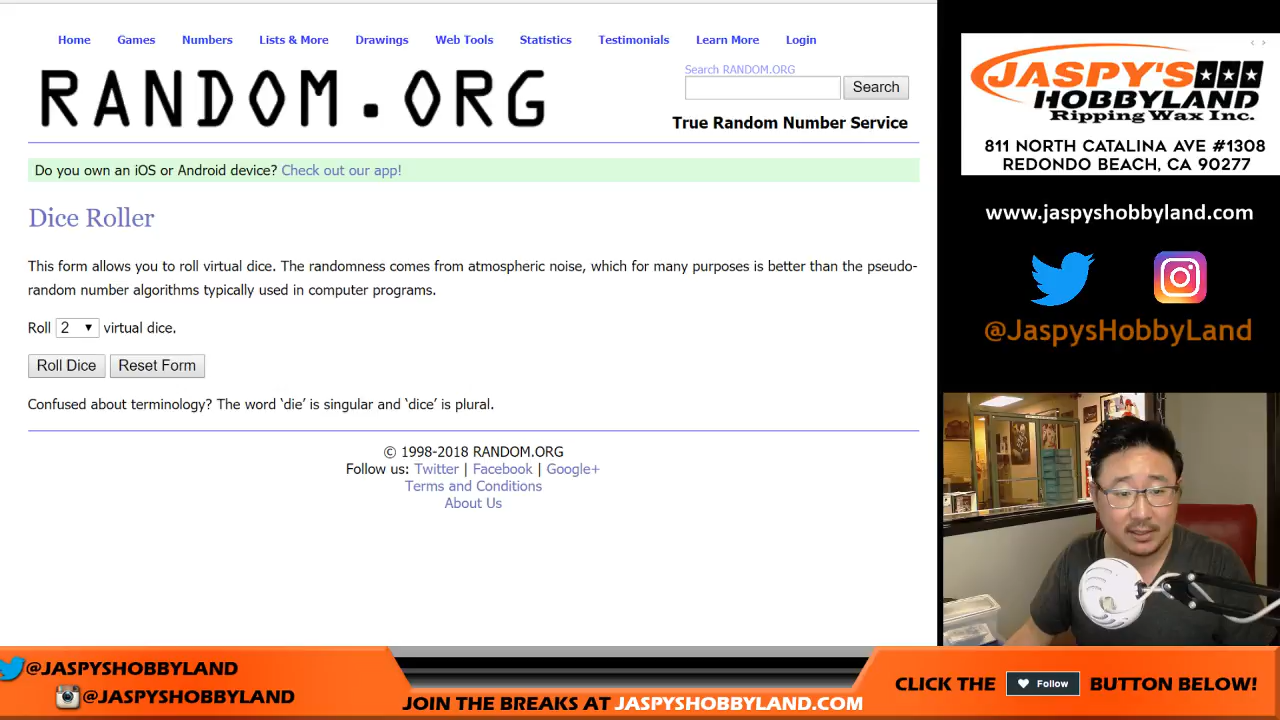 Home Games Numbers Lists & More Drawings Web Tools Statistics Testimonials Learn More Login
RANDOM.ORG
Search RANDOM.ORG
Search
True Random Number Service
Do you own an iOS or Android device? Check out our app!
Dice Roller
This form allows you to roll virtual dice. The randomness comes from atmospheric noise, which for many purposes is better than the pseudo-
random number algorithms typically used in computer programs.
Roll 2 virtual dice.
Roll Dice Reset Form
Confused about terminology? The word ‘die’ is singular and ‘dice’ is plural.
© 1998-2018 RANDOM.ORG
Follow us: Twitter | Facebook | Google+
Terms and Conditions
About Us
JASPY'S
HOBBYLAND
Ripping Wax Inc.
811 NORTH CATALINA AVE #1308
REDONDO BEACH, CA 90277
www.jaspyshobbyland.com
@JaspysHobbyLand
@JASPYSHOBBYLAND
@JASPYSHOBBYLAND
JOIN THE BREAKS AT JASPYSHOBBYLAND.COM
CLICK THE Follow BUTTON BELOW!